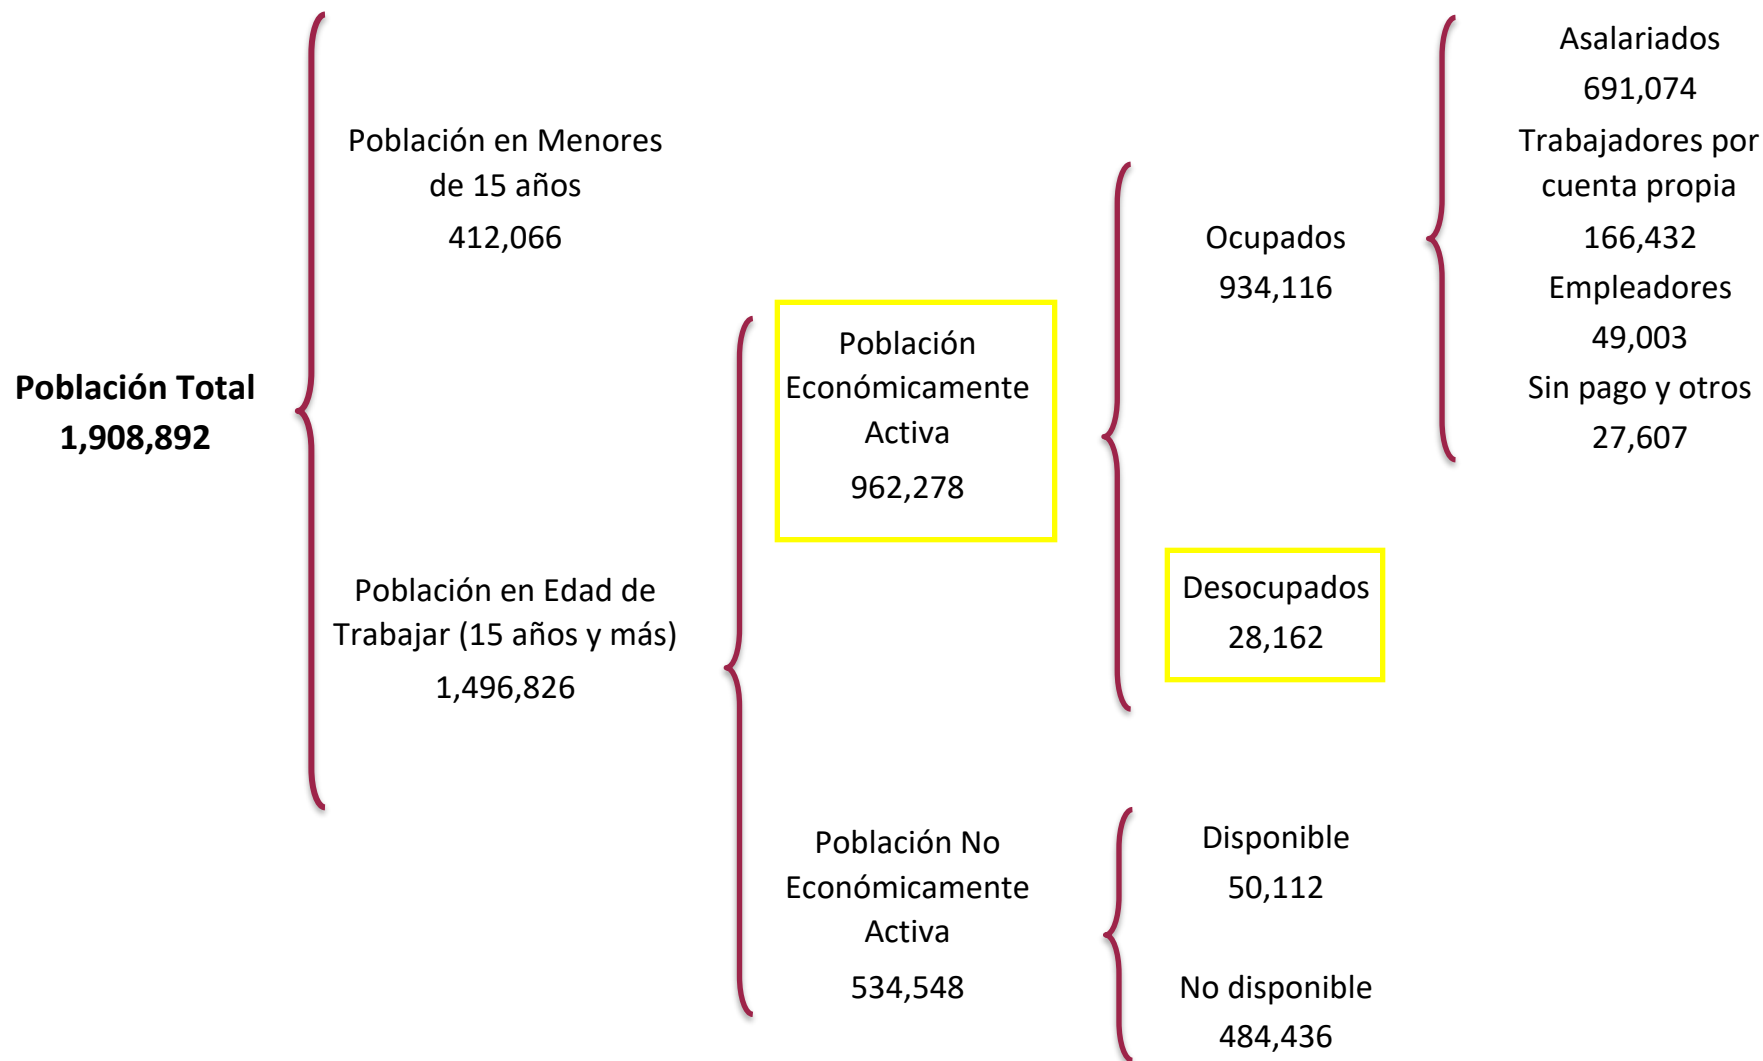 Población Total
1,908,892
Población en Menores
de 15 años
412,066
Población en Edad de
Trabajar (15 años y más)
1,496,826
Población
Económicamente
Activa
962,278
Población No
Económicamente
Activa
534,548
Ocupados
934,116
Desocupados
28,162
Disponible
50,112
No disponible
484,436
Asalariados
691,074
Trabajadores por
cuenta propia
166,432
Empleadores
49,003
Sin pago y otros
27,607